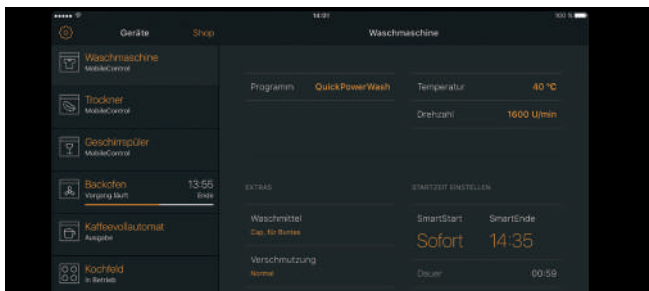 14:01
100 %
Geräte
Shop
Waschmaschine
Waschmaschine
MobileControl
Trockner
MobileControl
Geschirrspüler
MobileControl
Backofen
13:55
Vorgang läuft
Ende
Kaffeevollautomat
Ausgabe
Kochfeld
In Betrieb
Programm
QuickPowerWash
Temperatur
40 °C
Drehzahl
1600 U/min
EXTRAS
STARTZEIT EINSTELLEN
Waschmittel
Cap. für Buntes
SmartStart
SmartEnde
Sofort
14:35
Verschmutzung
Normal
Dauer
00:59